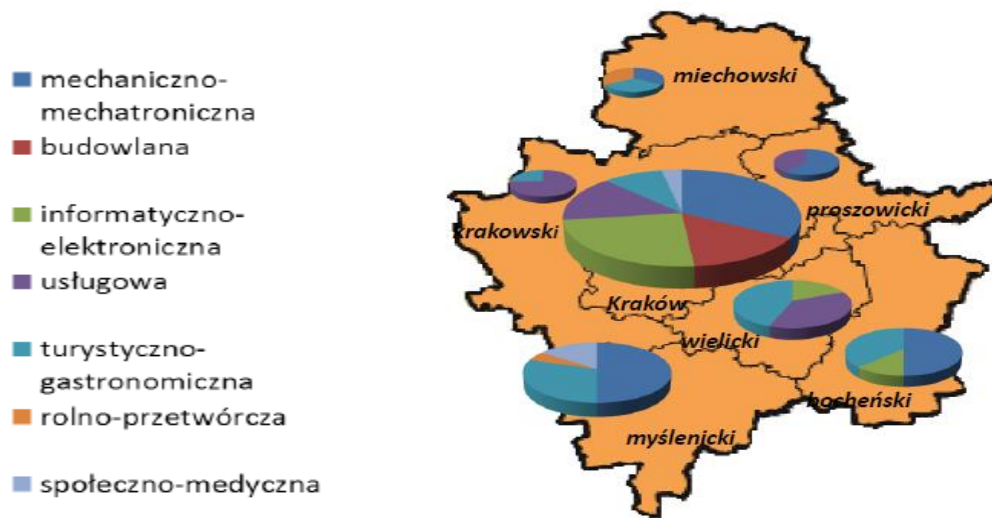 mechaniczno-
mechatroniczna
budowlana
informatyczno-
elektroniczna
usługowa
turystyczno-
gastronomiczna
rolno-przetwórcza
społeczno-medyczna
miechowski
proszowicki
krakowski
Kraków
wielicki
bocheński
myślenicki